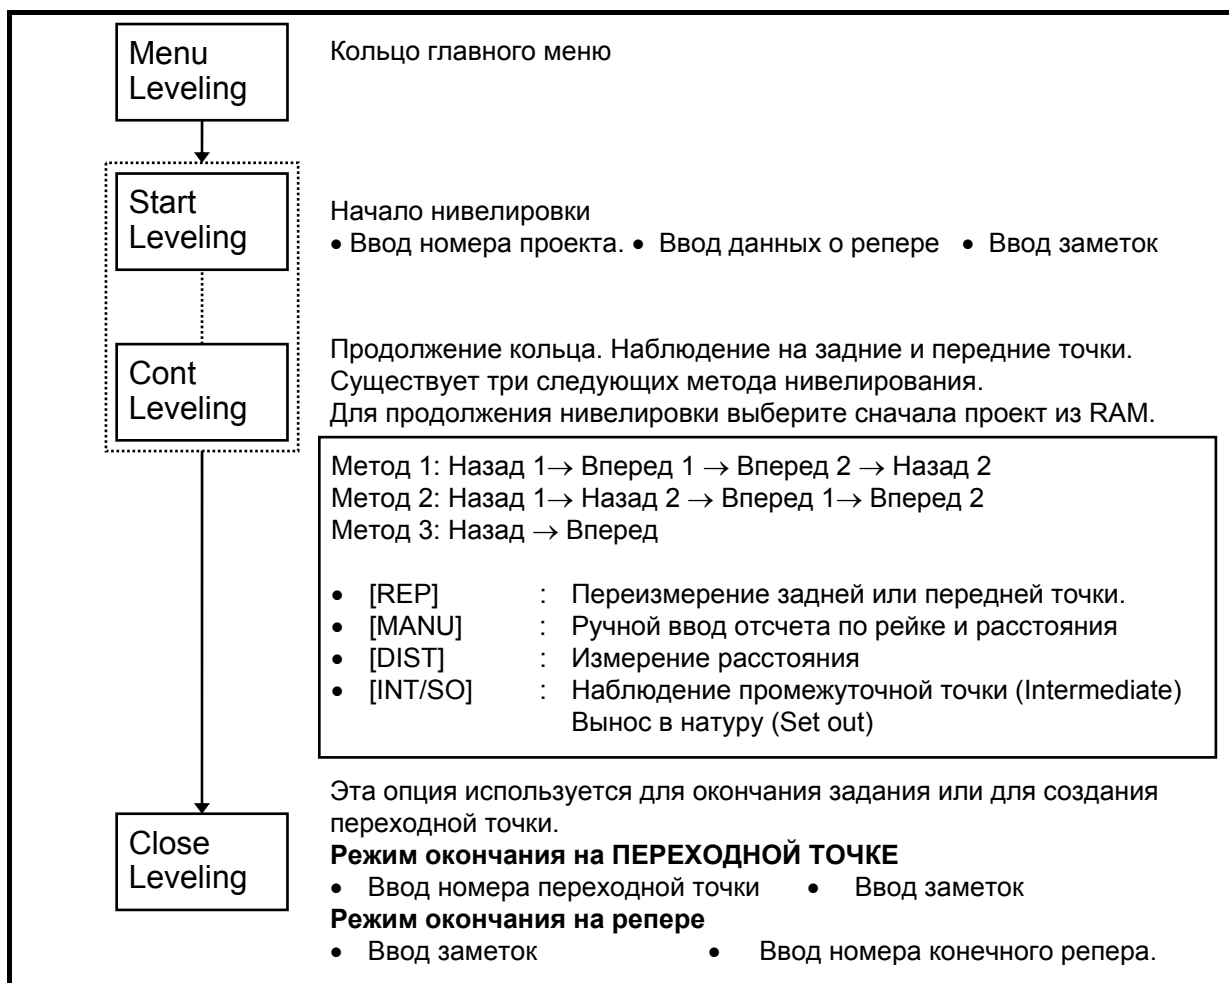 Menu
Leveling
Кольцо главного меню
Start
Leveling
Начало нивелировки
• Ввод номера проекта. • Ввод данных о репере • Ввод заметок
Cont
Leveling
Продолжение кольца. Наблюдение на задние и передние точки.
Существует три следующих метода нивелирования.
Для продолжения нивелировки выберите сначала проект из RAM.
Метод 1: Назад 1→ Вперед 1 → Вперед 2 → Назад 2
Метод 2: Назад 1→ Назад 2 → Вперед 1→ Вперед 2
Метод 3: Назад → Вперед
• [REP] : Переизмерение задней или передней точки.
• [MANU] : Ручной ввод отсчета по рейке и расстояния
• [DIST] : Измерение расстояния
• [INT/SO] : Наблюдение промежуточной точки (Intermediate)
Вынос в натуру (Set out)
Close
Leveling
Эта опция используется для окончания задания или для создания
переходной точки.
Режим окончания на ПЕРЕХОДНОЙ ТОЧКЕ
• Ввод номера переходной точки • Ввод заметок
Режим окончания на репере
• Ввод заметок • Ввод номера конечного репера.